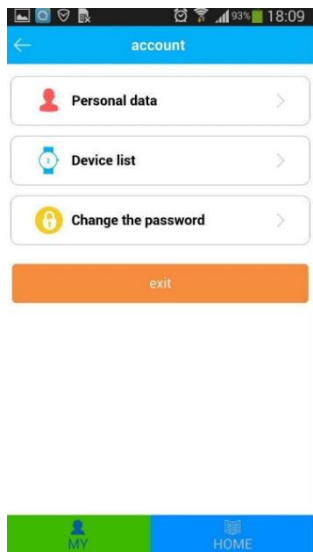 93% 18:09
account
Personal data
Device list
Change the password
exit
MY
HOME